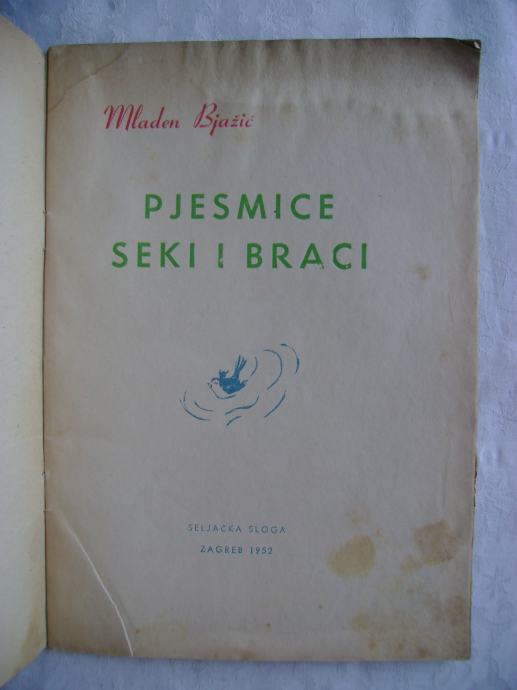 Mladen Bjažić
PJESMICE
SEKI I BRACI
SELJAČKA SLOGA
ZAGREB 1952